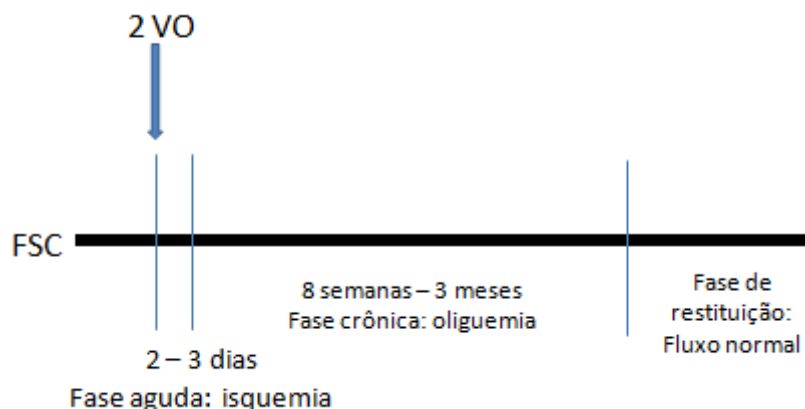 2 VO
FSC
8 semanas – 3 meses
Fase crônica: oliguemia
Fase de
restituição:
Fluxo normal
2 – 3 dias
Fase aguda: isquemia